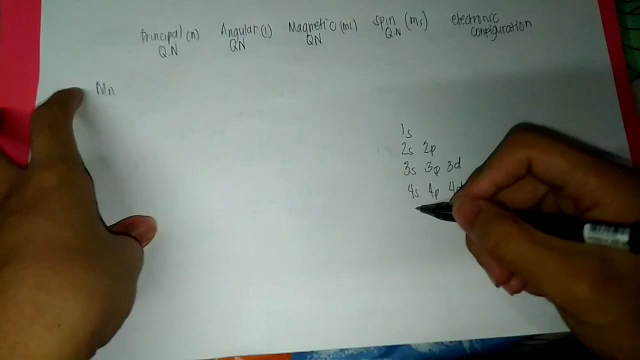 Principal (n) QN
Angular (l) QN
Magnetic (ml) QN
Spin (ms) QN
electronic configuration
Mn
1s
2s 2p
3s 3p 3d
4s 4p 4d